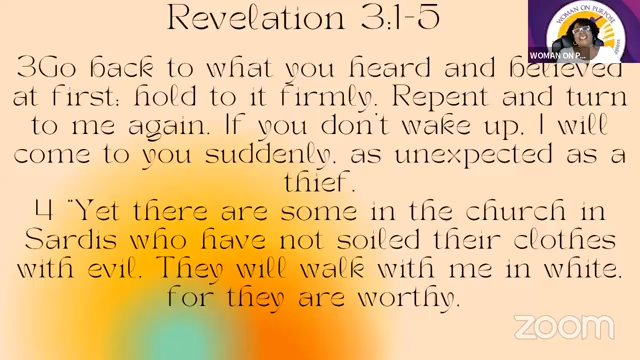 Revelation 3:1-5
WOMAN ON PURPOSE
WOMAN ON P...
3Go back to what you heard and believed
at first; hold to it firmly. Repent and turn
to me again. If you don't wake up, I will
come to you suddenly, as unexpected as a
thief.
4 "Yet there are some in the church in
Sardis who have not soiled their clothes
with evil. They will walk with me in white,
for they are worthy.
zoom